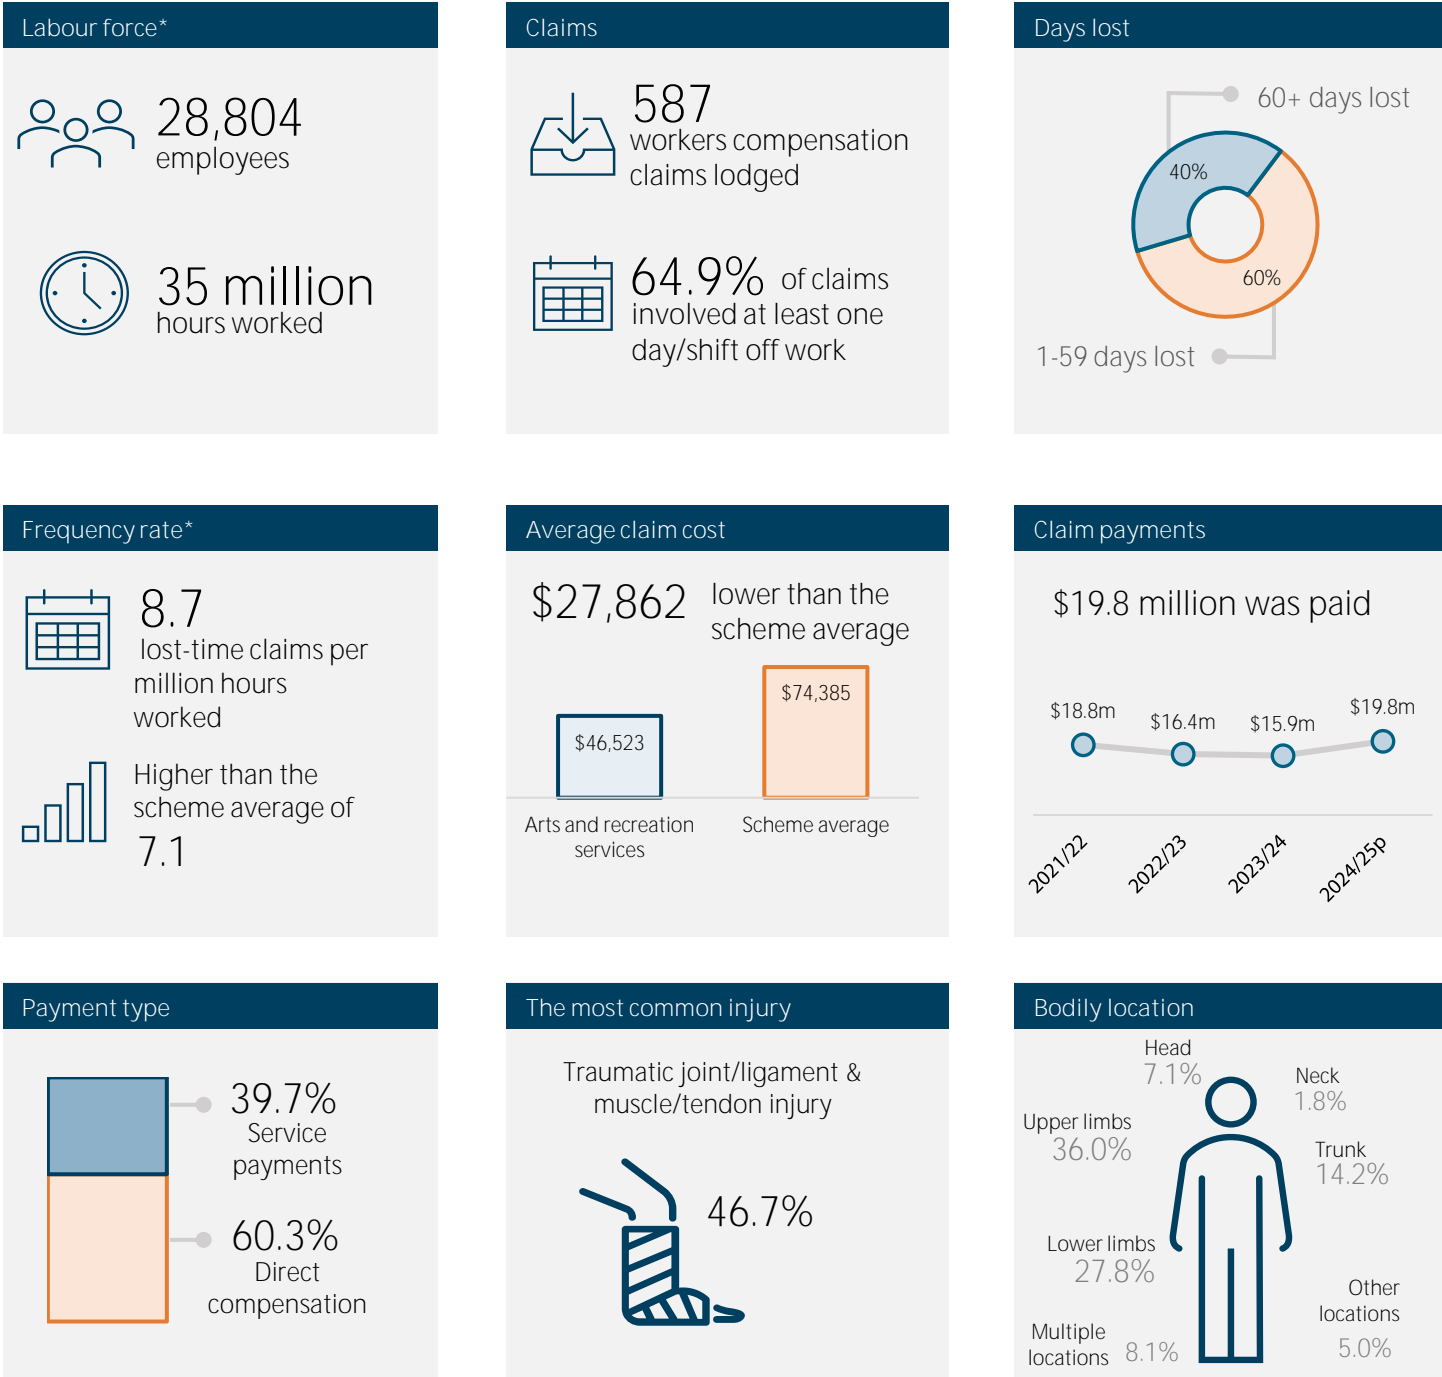 Labour force*
28,804
employees
35 million
hours worked
Claims
587
workers compensation
claims lodged
64.9% of claims
involved at least one
day/shift off work
Days lost
60+ days lost
40%
60%
1-59 days lost
Frequency rate*
8.7
lost-time claims per
million hours
worked
Higher than the
scheme average of
7.1
Average claim cost
$27,862 lower than the
scheme average
$46,523
$74,385
Arts and recreation
services
Scheme average
Claim payments
$19.8 million was paid
$18.8m
$16.4m
$15.9m
$19.8m
2021/22
2022/23
2023/24
2024/25p
Payment type
39.7%
Service
payments
60.3%
Direct
compensation
The most common injury
Traumatic joint/ligament &
muscle/tendon injury
46.7%
Bodily location
Head
7.1%
Neck
1.8%
Upper limbs
36.0%
Trunk
14.2%
Lower limbs
27.8%
Other
locations
5.0%
Multiple
locations 8.1%